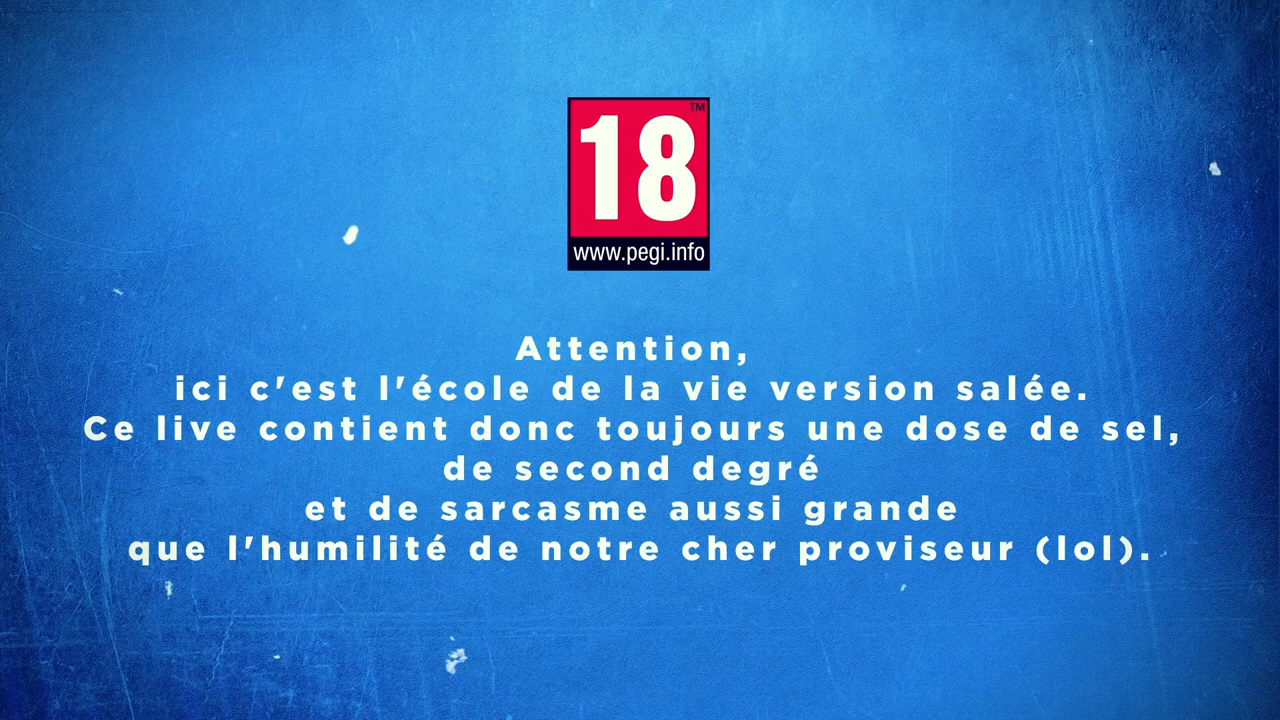 TM
18
www.pegi.info
Attention,
ici c'est l'école de la vie version salée.
Ce live contient donc toujours une dose de sel,
de second degré
et de sarcasme aussi grande
que l'humilité de notre cher proviseur (lol).